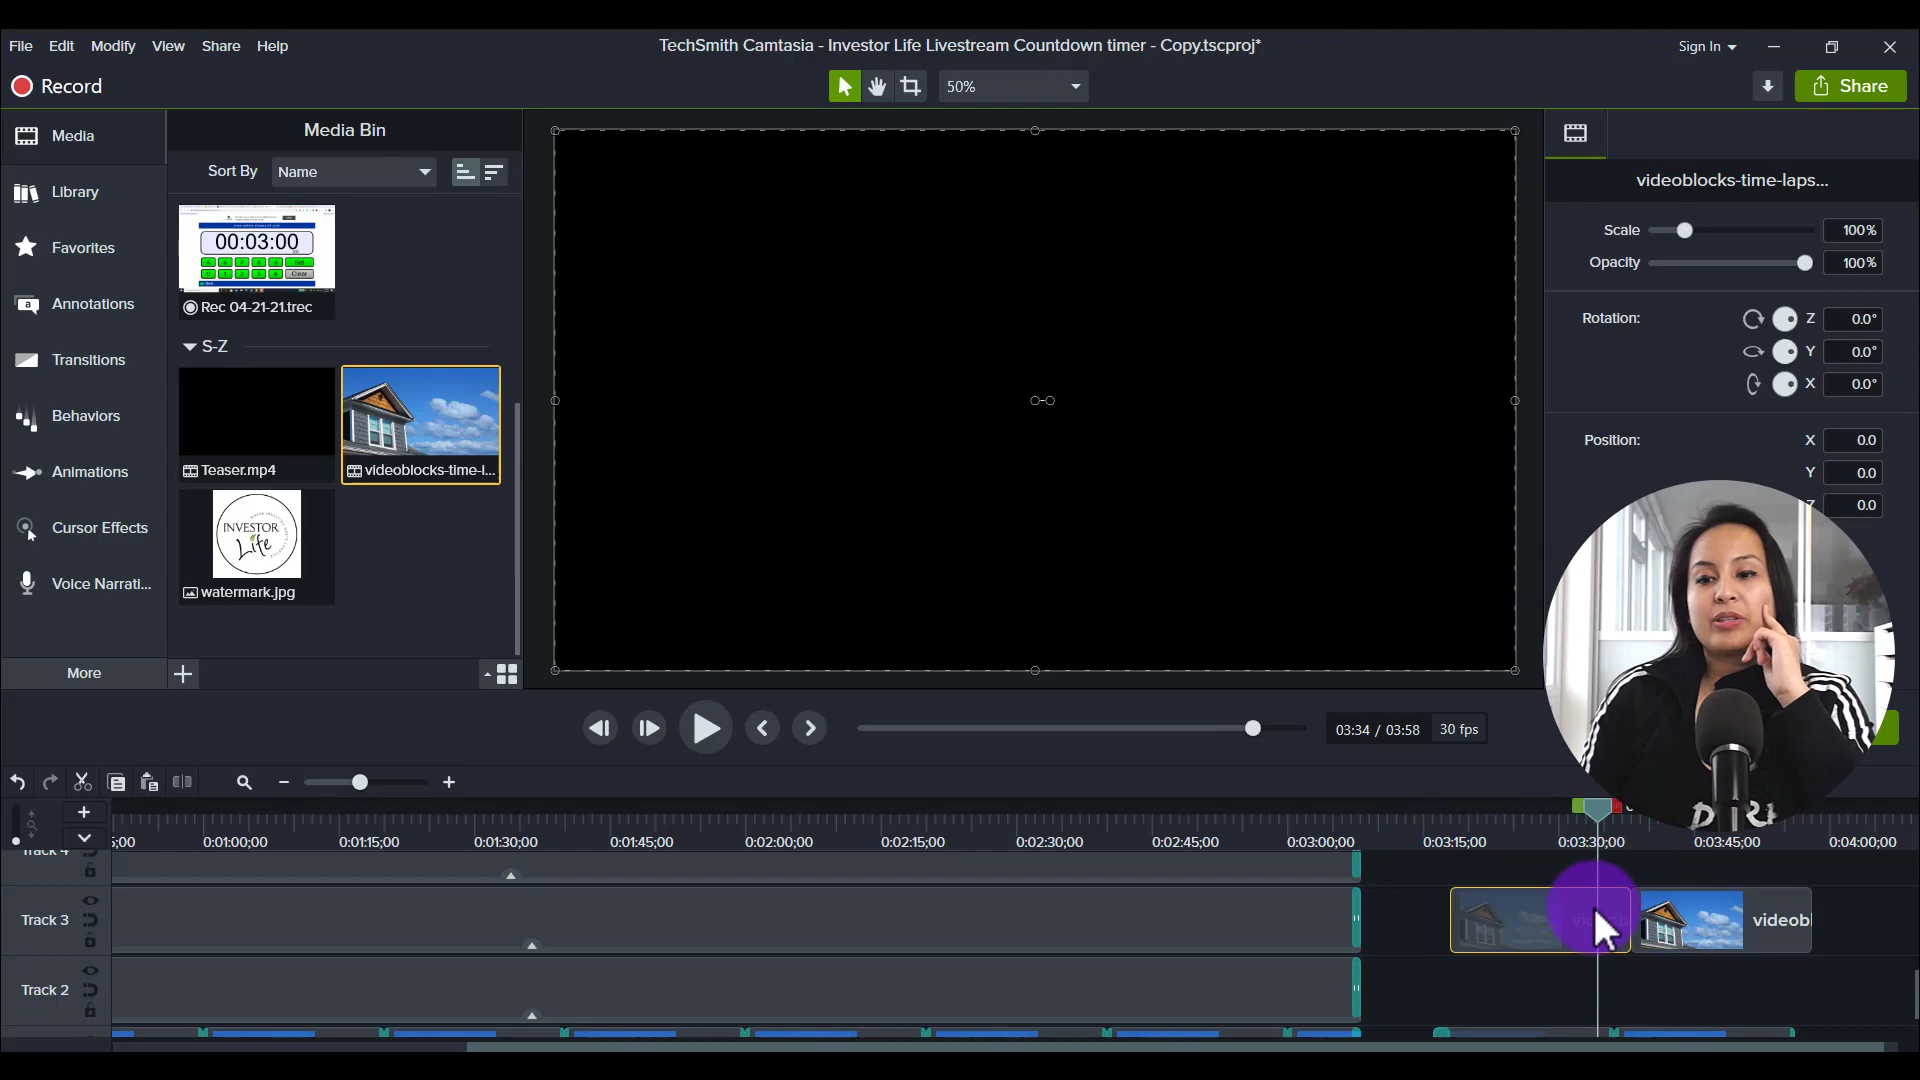 TechSmith Camtasia - Investor Life Livestream Countdown timer - Copy.tscproj*
File Edit Modify View Share Help
Sign In
Record
50%
Share
Media
Library
Favorites
Annotations
Transitions
Behaviors
Animations
Cursor Effects
Voice Narrati...
More
Media Bin
Sort By Name
00:03:00
Clear
Rec 04-21-21.trec
S-Z
Teaser.mp4
videoblocks-time-l...
INVESTOR
Life
watermark.jpg
videoblocks-time-laps...
Scale 100%
Opacity 100%
Rotation: Z 0.0°
Y 0.0°
X 0.0°
Position: X 0.0
Y 0.0
Z 0.0
03:34 / 03:58 30 fps
5;00 0:01:00;00 0:01:15;00 0:01:30;00 0:01:45;00 0:02:00;00 0:02:15;00 0:02:30;00 0:02:45;00 0:03:00;00 0:03:15;00 0:03:30;00 0:03:45;00 0:04:00;00
Track 4
Track 3
videobl
Track 2